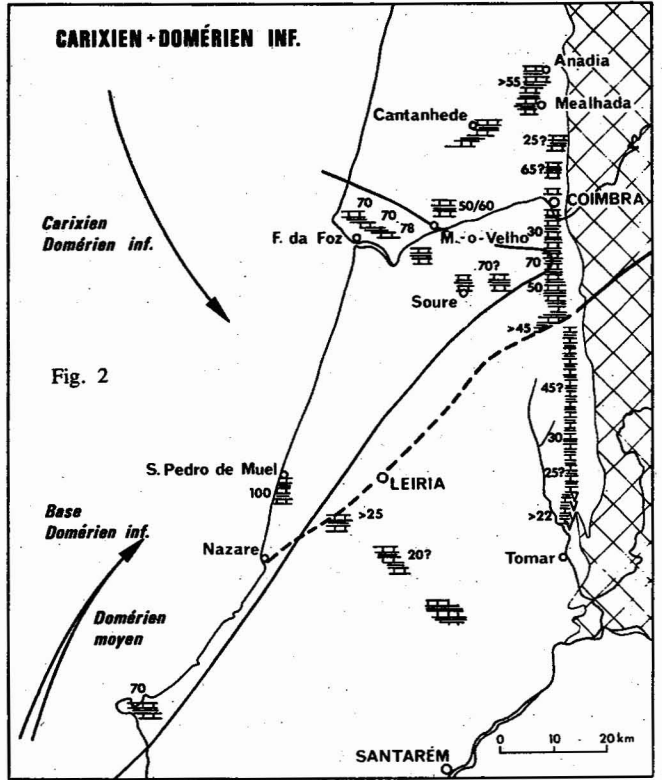 CARIXIEN + DOMÉRIEN INF.
Anadia
>55
Mealhada
Cantanhede
25?
65?
COIMBRA
50/60
70
70
78
F. da Foz
M.-o-Velho
30
70
50
70?
Soure
>45
Carixien
Domérien inf.
Fig. 2
45?
30
25?
>22
S. Pedro de Muel
100
LEIRIA
>25
20?
Nazare
Tomar
Base
Domérien inf.
Domérien
moyen
70
SANTARÉM
0 10 20 km